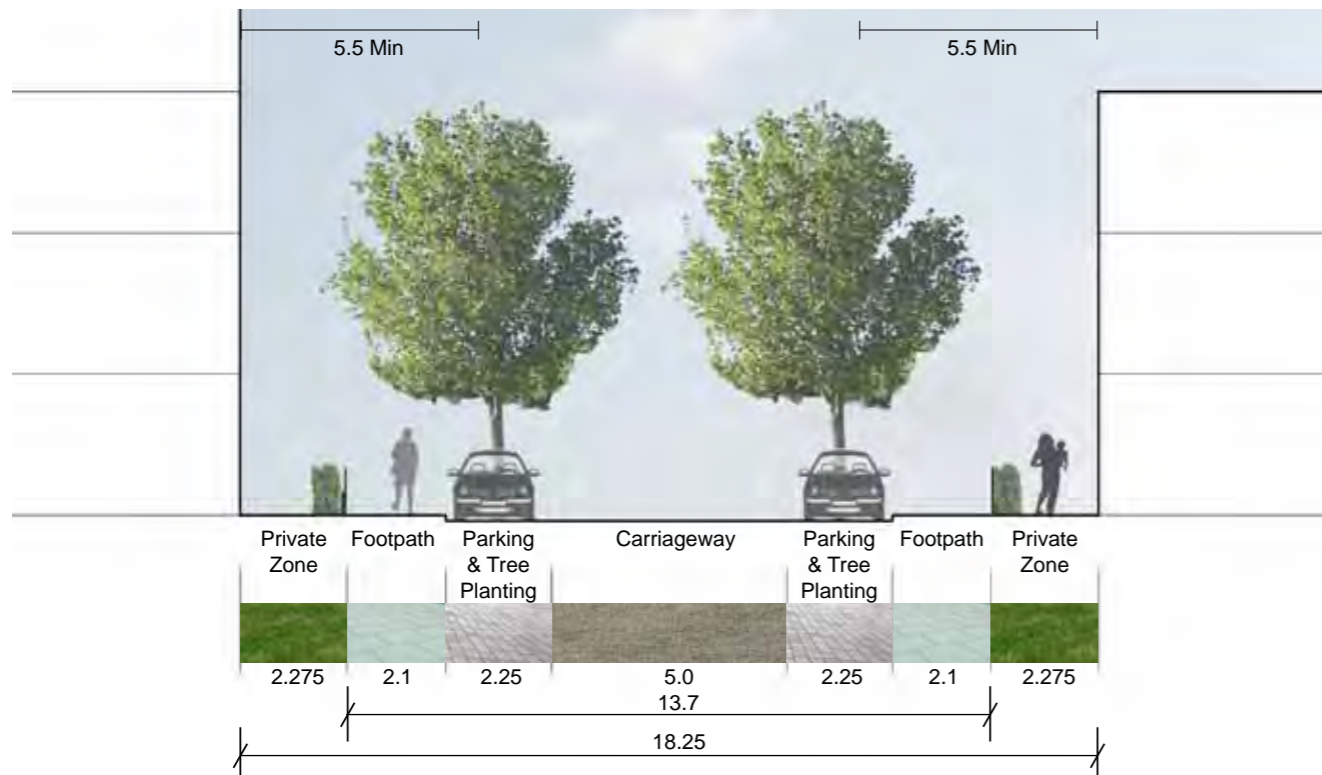 5.5 Min
5.5 Min
Private
Zone
Footpath
Parking
& Tree
Planting
Carriageway
Parking
& Tree
Planting
Footpath
Private
Zone
2.275
2.1
2.25
5.0
2.25
2.1
2.275
13.7
18.25